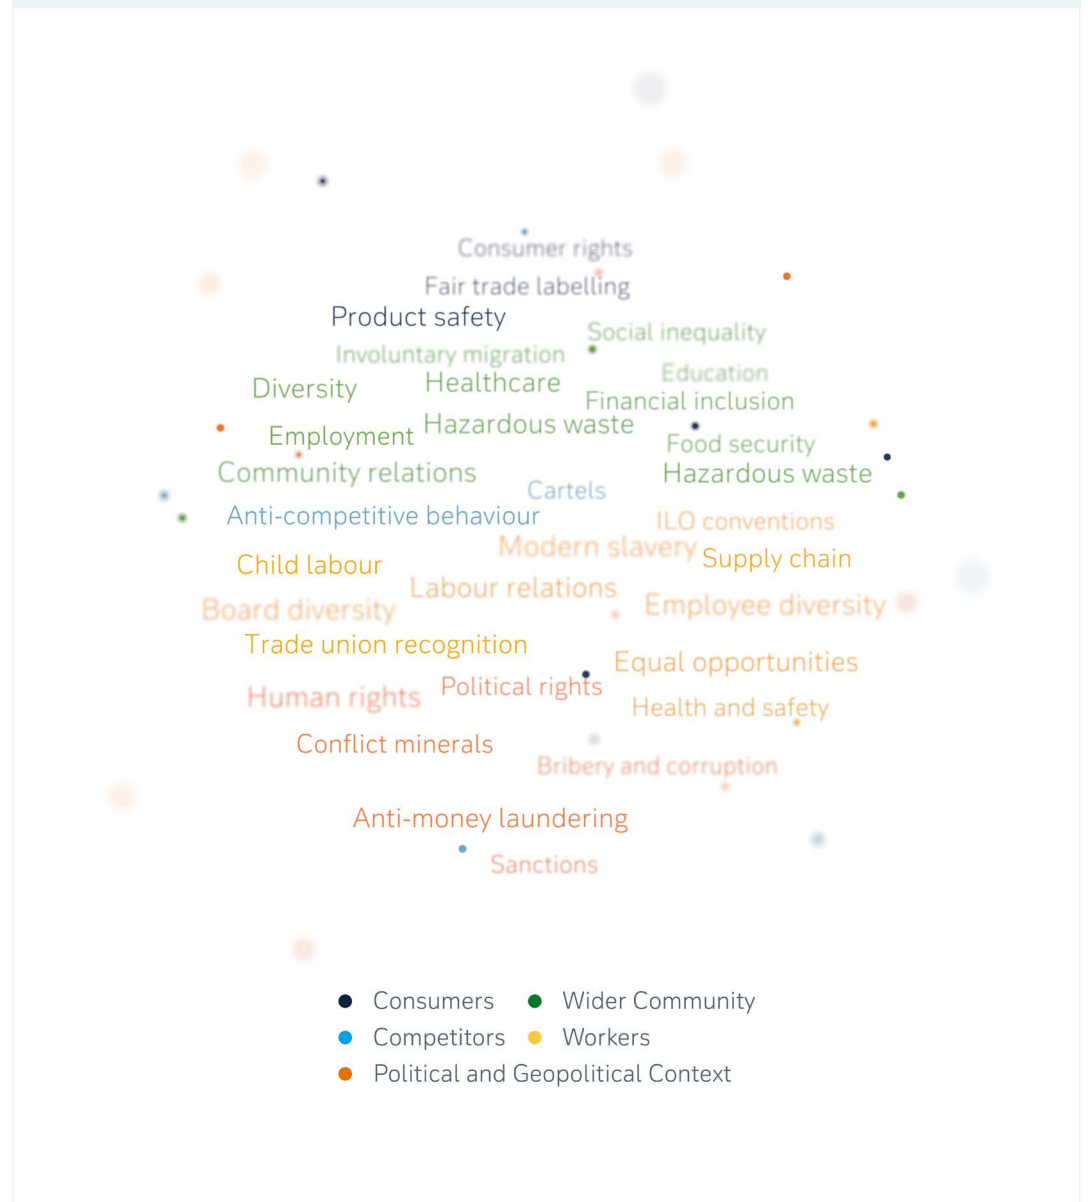 Consumer rights
Fair trade labelling
Product safety
Social inequality
Involuntary migration
Education
Healthcare
Diversity
Financial inclusion
Hazardous waste
Employment
Food security
Community relations
Hazardous waste
Cartels
Anti-competitive behaviour
ILO conventions
Modern slavery
Supply chain
Child labour
Labour relations
Employee diversity
Board diversity
Trade union recognition
Equal opportunities
Political rights
Human rights
Health and safety
Conflict minerals
Bribery and corruption
Anti-money laundering
Sanctions
Consumers
Wider Community
Competitors
Workers
Political and Geopolitical Context